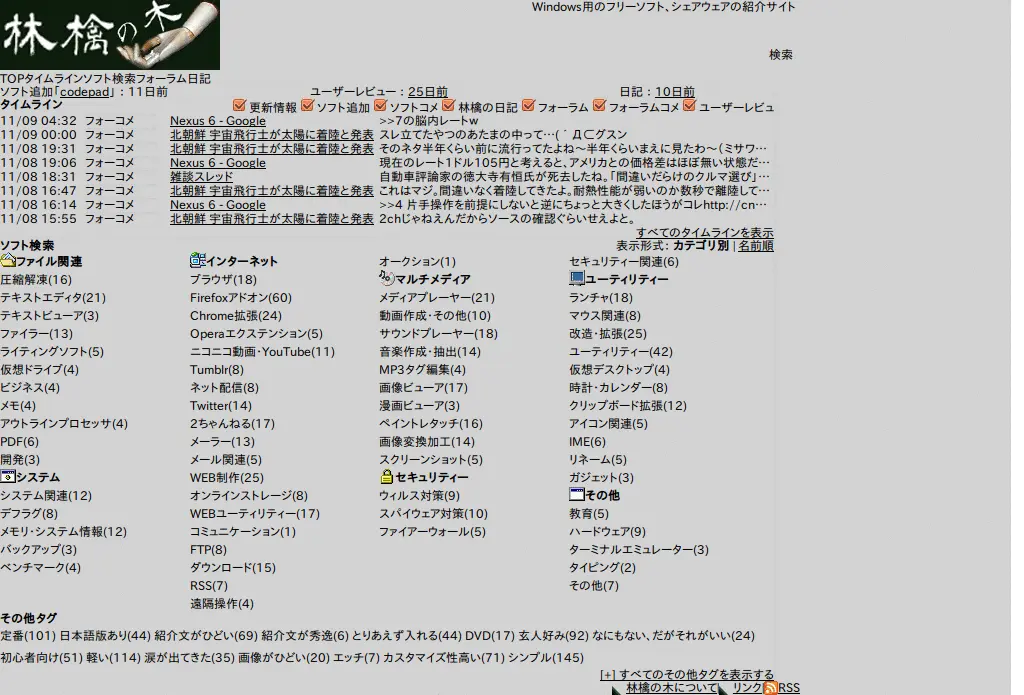 林檎の木
Windows用のフリーソフト、シェアウェアの紹介サイト
検索
TOPタイムラインソフト検索フォーラム日記
ソフト追加「codepad」：11日前 ユーザーレビュー：25日前 日記：10日前
タイムライン 更新情報 ソフト追加 ソフトコメ 林檎の日記 フォーラム フォーラムコメ ユーザーレビュ
11/09 04:32 フォーコメ Nexus 6 - Google >>7の脳内レートw
11/09 00:00 フォーコメ 北朝鮮 宇宙飛行士が太陽に着陸と発表 スレ立てたやつのあたまの中って…(´Д⊂グスン
11/08 19:31 フォーコメ 北朝鮮 宇宙飛行士が太陽に着陸と発表 そのネタ半年くらい前に流行ってたよね～半年くらいまえに見たわ～(ミサワ…
11/08 19:06 フォーコメ Nexus 6 - Google 現在のレート1ドル105円と考えると、アメリカとの価格差はほぼ無い状態だ…
11/08 18:31 フォーコメ 雑談スレッド 自動車評論家の徳大寺有恒氏が死去したね。「間違いだらけのクルマ選び」…
11/08 16:47 フォーコメ 北朝鮮 宇宙飛行士が太陽に着陸と発表 これはマジ。間違いなく着陸してきたよ。耐熱性能が弱いのか数秒で離陸して…
11/08 16:14 フォーコメ Nexus 6 - Google >>4 片手操作を前提にしないと逆にちょっと大きくしたほうがコレhttp://cn…
11/08 15:55 フォーコメ 北朝鮮 宇宙飛行士が太陽に着陸と発表 2chじゃねえんだからソースの確認ぐらいせえよと。
すべてのタイムラインを表示
ソフト検索 表示形式: カテゴリ別 | 名前順
ファイル関連
圧縮解凍(16)
テキストエディタ(21)
テキストビューア(3)
ファイラー(13)
ライティングソフト(5)
仮想ドライブ(4)
ビジネス(4)
メモ(4)
アウトラインプロセッサ(4)
PDF(6)
開発(3)
システム
システム関連(12)
デフラグ(8)
メモリ・システム情報(12)
バックアップ(3)
ベンチマーク(4)
インターネット
ブラウザ(18)
Firefoxアドオン(60)
Chrome拡張(24)
Operaエクステンション(5)
ニコニコ動画・YouTube(11)
Tumblr(8)
ネット配信(8)
Twitter(14)
2ちゃんねる(17)
メーラー(13)
メール関連(5)
WEB制作(25)
オンラインストレージ(8)
WEBユーティリティー(17)
コミュニケーション(1)
FTP(8)
ダウンロード(15)
RSS(7)
遠隔操作(4)
オークション(1)
マルチメディア
メディアプレーヤー(21)
動画作成・その他(10)
サウンドプレーヤー(18)
音楽作成・抽出(14)
MP3タグ編集(4)
画像ビューア(17)
漫画ビューア(3)
ペイントレタッチ(16)
画像変換加工(14)
スクリーンショット(5)
セキュリティー
ウィルス対策(9)
スパイウェア対策(10)
ファイアーウォール(5)
セキュリティー関連(6)
ユーティリティー
ランチャ(18)
マウス関連(8)
改造・拡張(25)
ユーティリティー(42)
仮想デスクトップ(4)
時計・カレンダー(8)
クリップボード拡張(12)
アイコン関連(5)
IME(6)
リネーム(5)
ガジェット(3)
その他
教育(5)
ハードウェア(9)
ターミナルエミュレーター(3)
タイピング(2)
その他(7)
その他タグ
定番(101) 日本語版あり(44) 紹介文がひどい(69) 紹介文が秀逸(6) とりあえず入れる(44) DVD(17) 玄人好み(92) なにもない、だがそれがいい(24)
初心者向け(51) 軽い(114) 涙が出てきた(35) 画像がひどい(20) エッチ(7) カスタマイズ性高い(71) シンプル(145)
[+] すべてのその他タグを表示する
林檎の木について リンク RSS